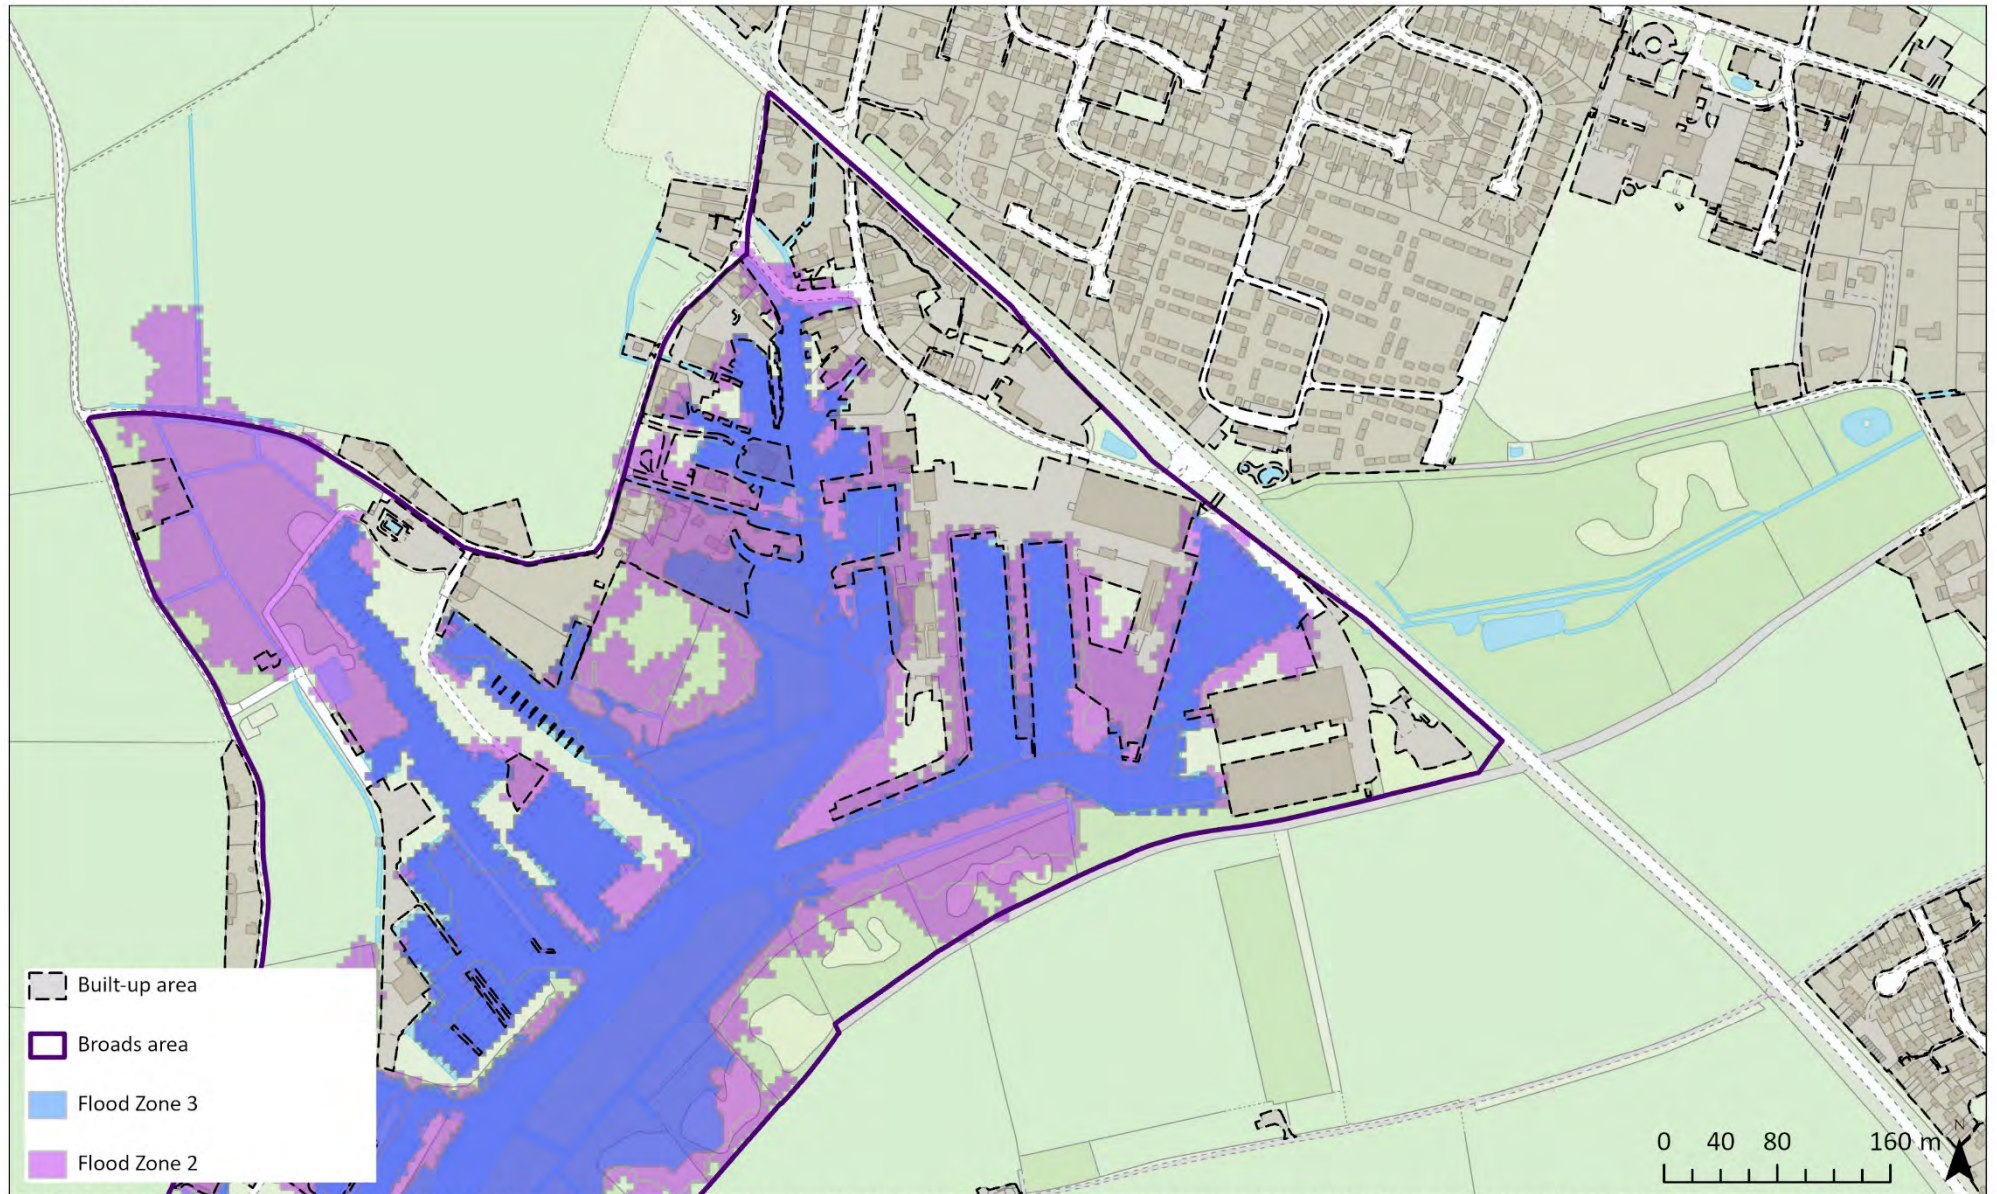 Built-up area
Broads area
Flood Zone 3
Flood Zone 2
0 40 80 160 m
N